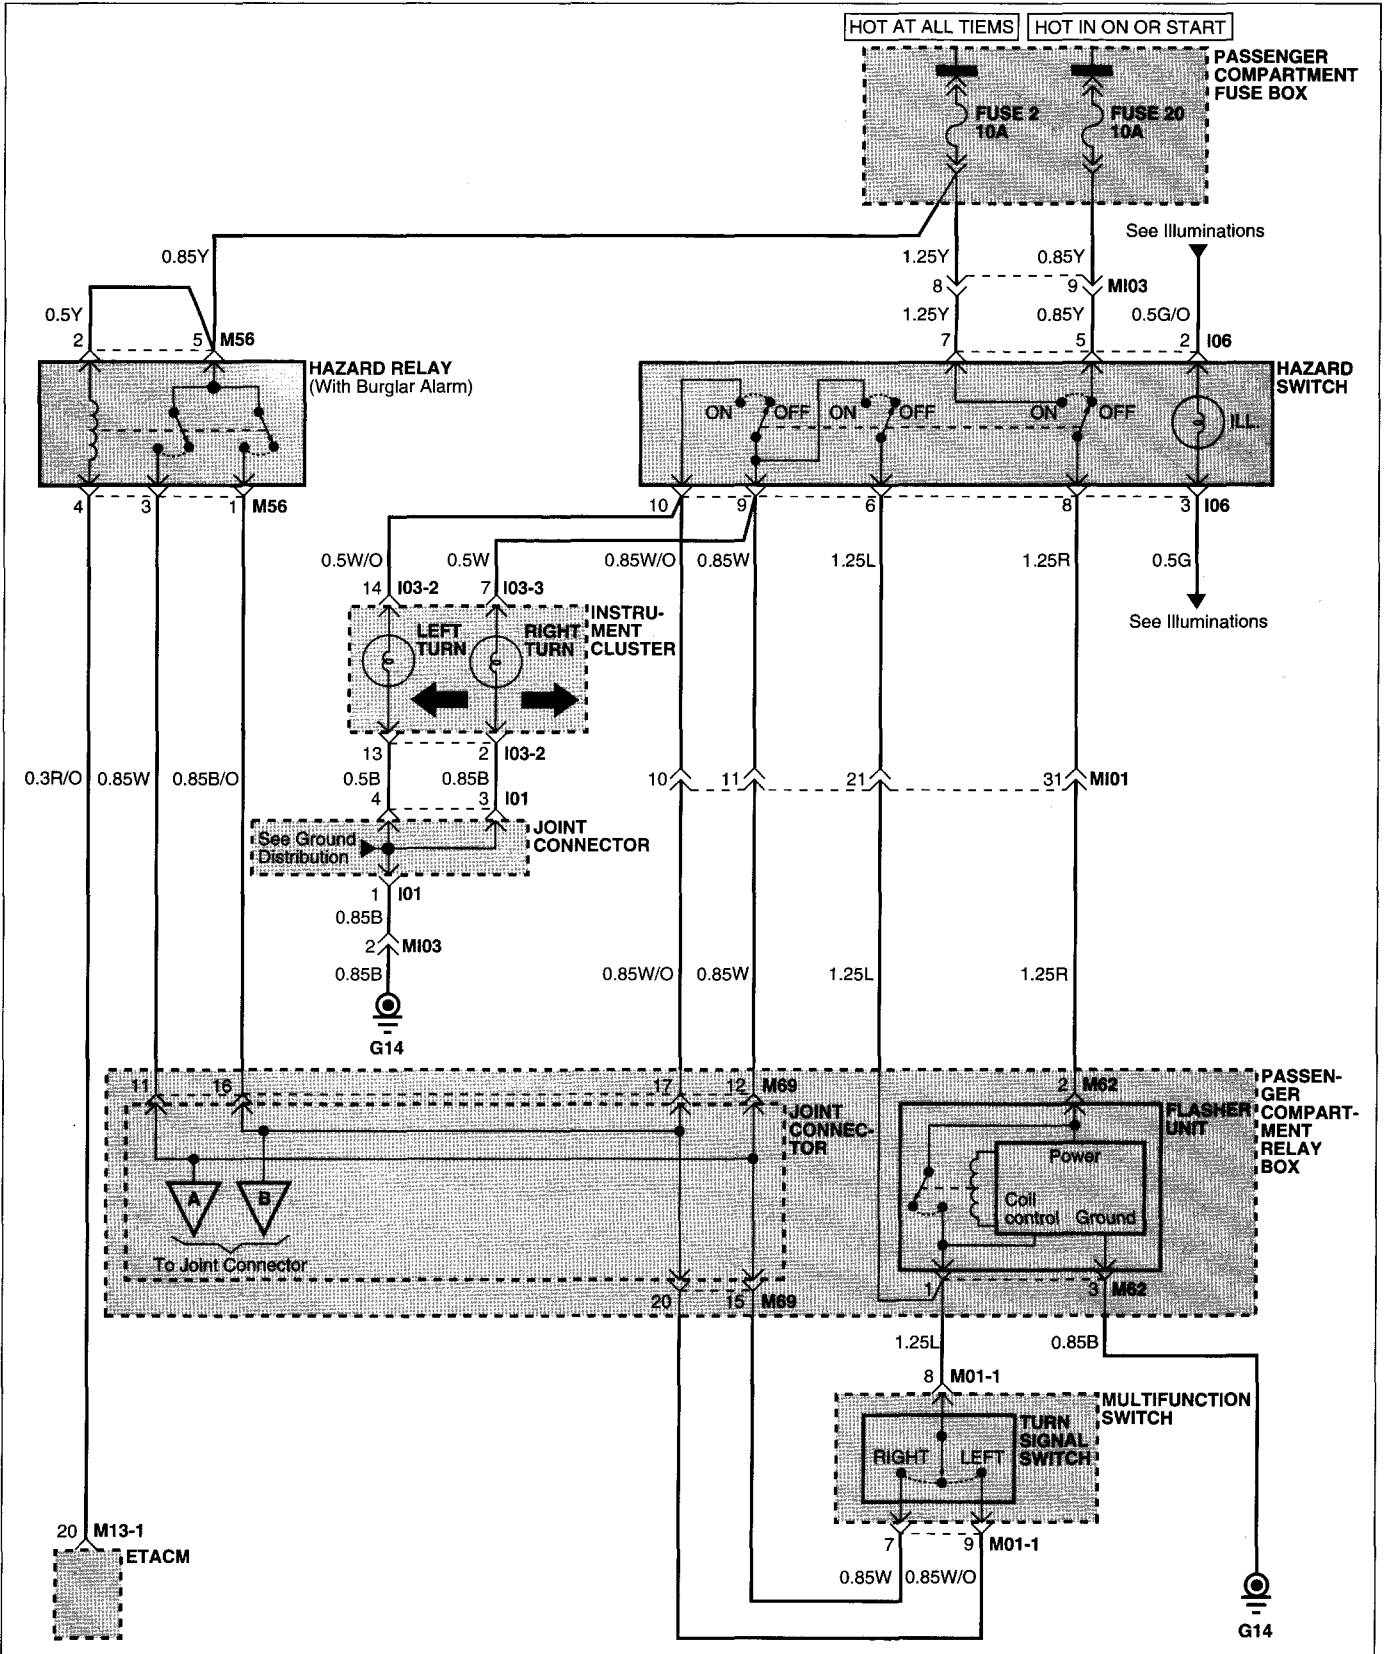 HOT AT ALL TIEMS
HOT IN ON OR START
PASSENGER
COMPARTMENT
FUSE BOX
FUSE 2
10A
FUSE 20
10A
See Illuminations
0.85Y
1.25Y
0.85Y
8
9
MI03
0.5Y
1.25Y
0.85Y
0.5G/O
2
5
M56
7
5
2
I06
HAZARD RELAY
(With Burglar Alarm)
HAZARD
SWITCH
ON
OFF
ON
OFF
ON
OFF
ILL.
4
3
1
M56
10
9
6
8
3
I06
0.5W/O
0.5W
0.85W/O
0.85W
1.25L
1.25R
0.5G
14
I03-2
7
I03-3
See Illuminations
INSTRU-
MENT
CLUSTER
LEFT
TURN
RIGHT
TURN
13
2
I03-2
0.3R/O
0.85W
0.85B/O
0.5B
0.85B
10
11
21
31
MI01
4
3
I01
JOINT
CONNECTOR
See Ground
Distribution
1
I01
0.85B
2
MI03
0.85B
0.85W/O
0.85W
1.25L
1.25R
G14
11
16
17
12
M69
2
M62
PASSEN-
GER
COMPART-
MENT
RELAY
BOX
JOINT
CONNEC-
TOR
FLASHER
UNIT
Power
Coil
control
Ground
A
B
To Joint Connector
20
15
M69
1
3
M62
1.25L
0.85B
8
M01-1
MULTIFUNCTION
SWITCH
TURN
SIGNAL
SWITCH
RIGHT
LEFT
20
M13-1
ETACM
7
9
M01-1
0.85W
0.85W/O
G14